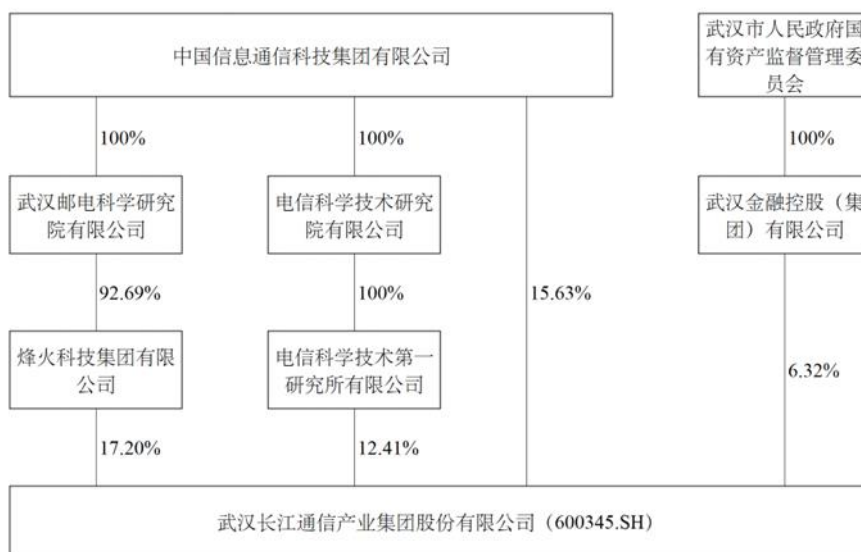 中国信息通信科技集团有限公司
武汉市人民政府国
有资产监督管理委
员会
100%
100%
100%
武汉邮电科学研究
院有限公司
电信科学技术研究
院有限公司
武汉金融控股（集
团）有限公司
92.69%
100%
15.63%
烽火科技集团有限
公司
电信科学技术第一
研究所有限公司
6.32%
17.20%
12.41%
武汉长江通信产业集团股份有限公司（600345.SH）